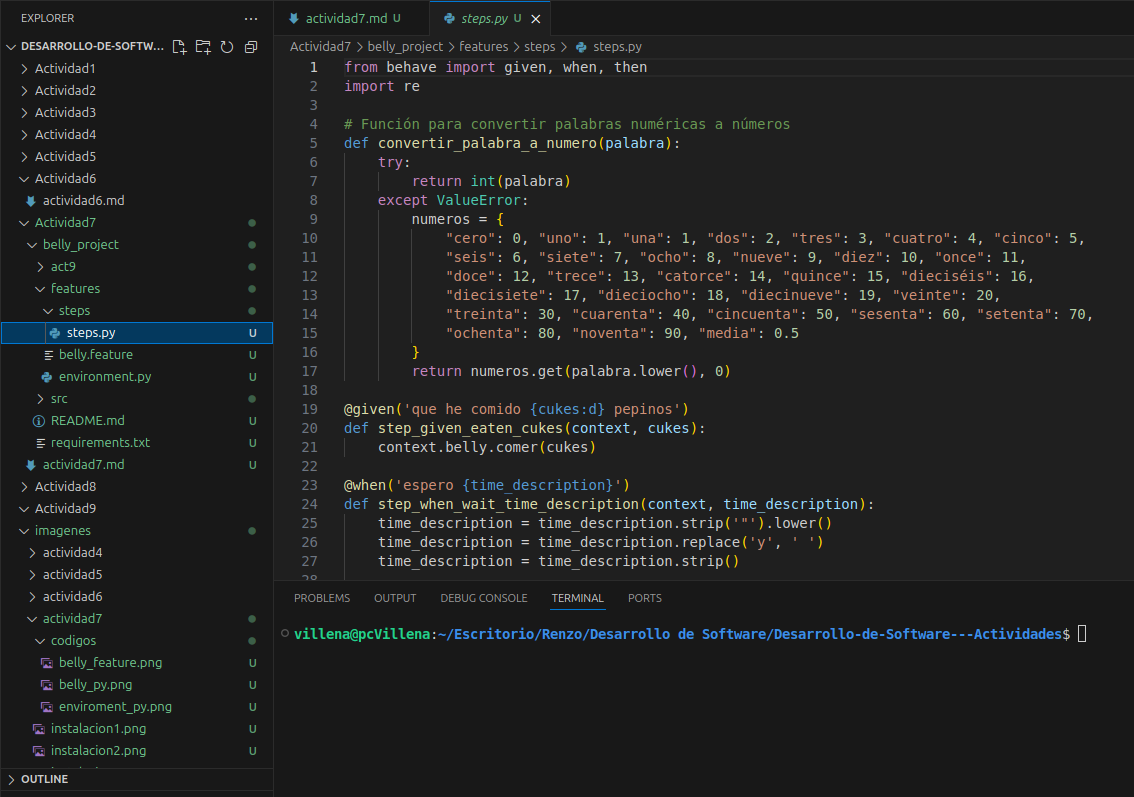 EXPLORER
DESARROLLO-DE-SOFTW...
Actividad1
Actividad2
Actividad3
Actividad4
Actividad5
Actividad6
actividad6.md
Actividad7
belly_project
act9
features
steps
steps.py U
belly.feature U
environment.py U
src
README.md U
requirements.txt U
actividad7.md U
Actividad8
Actividad9
imagenes
actividad4
actividad5
actividad6
actividad7
codigos
belly_feature.png U
belly_py.png U
enviroment_py.png U
instalacion1.png U
instalacion2.png U
OUTLINE
actividad7.md U steps.py U
Actividad7 > belly_project > features > steps > steps.py
1 from behave import given, when, then
2 import re
3
4 # Función para convertir palabras numéricas a números
5 def convertir_palabra_a_numero(palabra):
6     try:
7         return int(palabra)
8     except ValueError:
9         numeros = {
10             "cero": 0, "uno": 1, "una": 1, "dos": 2, "tres": 3, "cuatro": 4, "cinco": 5,
11             "seis": 6, "siete": 7, "ocho": 8, "nueve": 9, "diez": 10, "once": 11,
12             "doce": 12, "trece": 13, "catorce": 14, "quince": 15, "dieciséis": 16,
13             "diecisiete": 17, "dieciocho": 18, "diecinueve": 19, "veinte": 20,
14             "treinta": 30, "cuarenta": 40, "cincuenta": 50, "sesenta": 60, "setenta": 70,
15             "ochenta": 80, "noventa": 90, "media": 0.5
16         }
17         return numeros.get(palabra.lower(), 0)
18
19 @given('que he comido {cukes:d} pepinos')
20 def step_given_eaten_cukes(context, cukes):
21     context.belly.comer(cukes)
22
23 @when('espero {time_description}')
24 def step_when_wait_time_description(context, time_description):
25     time_description = time_description.strip('"').lower()
26     time_description = time_description.replace('y', ' ')
27     time_description = time_description.strip()
28
PROBLEMS OUTPUT DEBUG CONSOLE TERMINAL PORTS
villena@pcVillena:~/Escritorio/Renzo/Desarrollo de Software/Desarrollo-de-Software---Actividades$